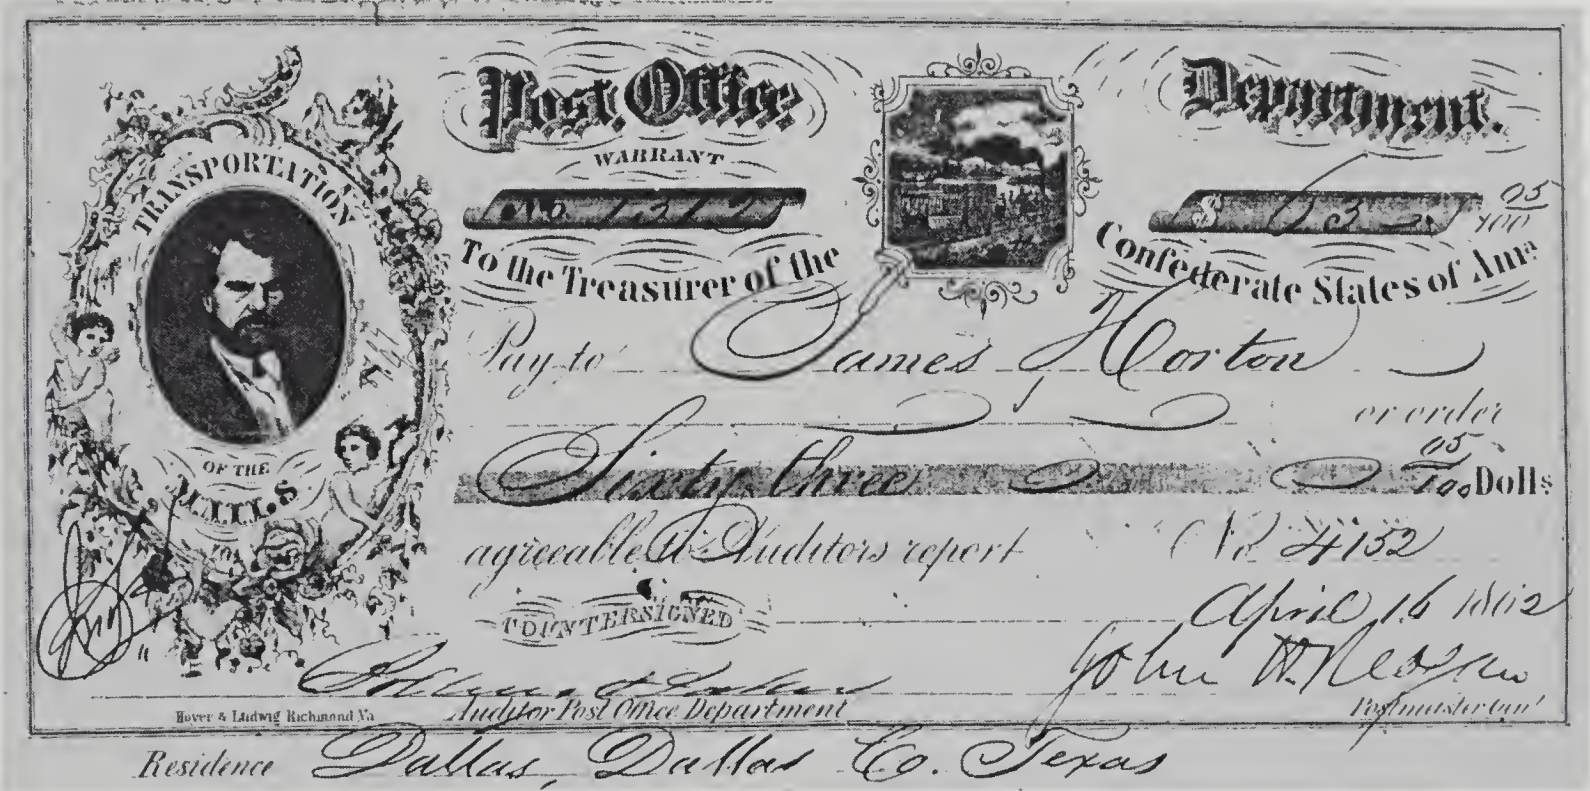 Post Office Department.
WARRANT
TRANSPORTATION
OF THE
MAILS
No. 1312
$ 63 05/100
To the Treasurer of the Confederate States of Ama
Pay to James Horton
or order
Sixty three 05/100 Dolls
agreeable to Auditors report No 4152
COUNTERSIGNED
April 16 1862
John H. Reagan
Auditor Post Office Department
Postmaster Genl
Hoyer & Ludwig Richmond Va
Residence Dallas, Dallas Co. Texas